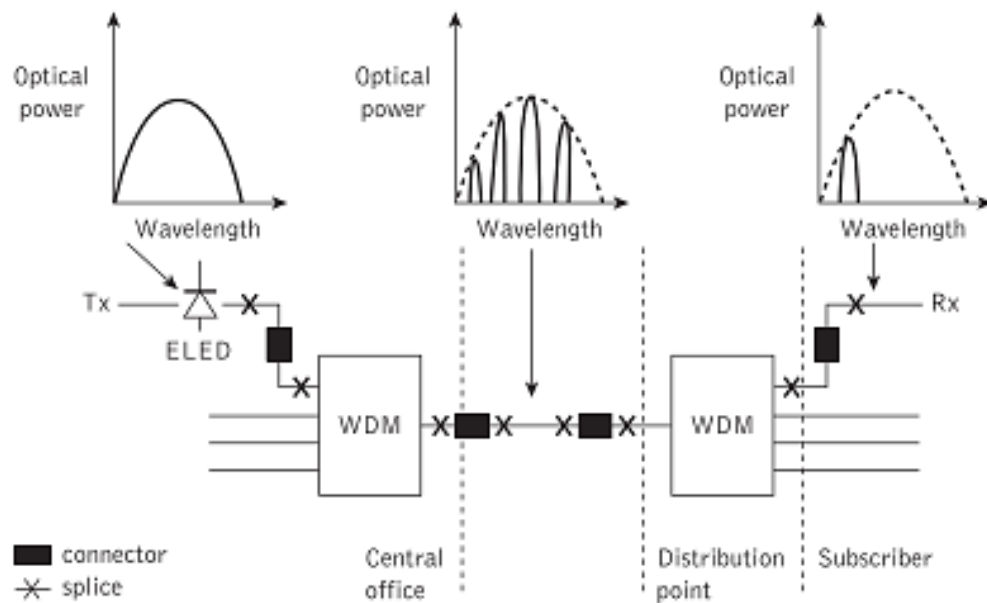 Optical
power
Wavelength
Optical
power
Wavelength
Optical
power
Wavelength
Tx
ELED
Rx
WDM
WDM
connector
splice
Central
office
Distribution
point
Subscriber